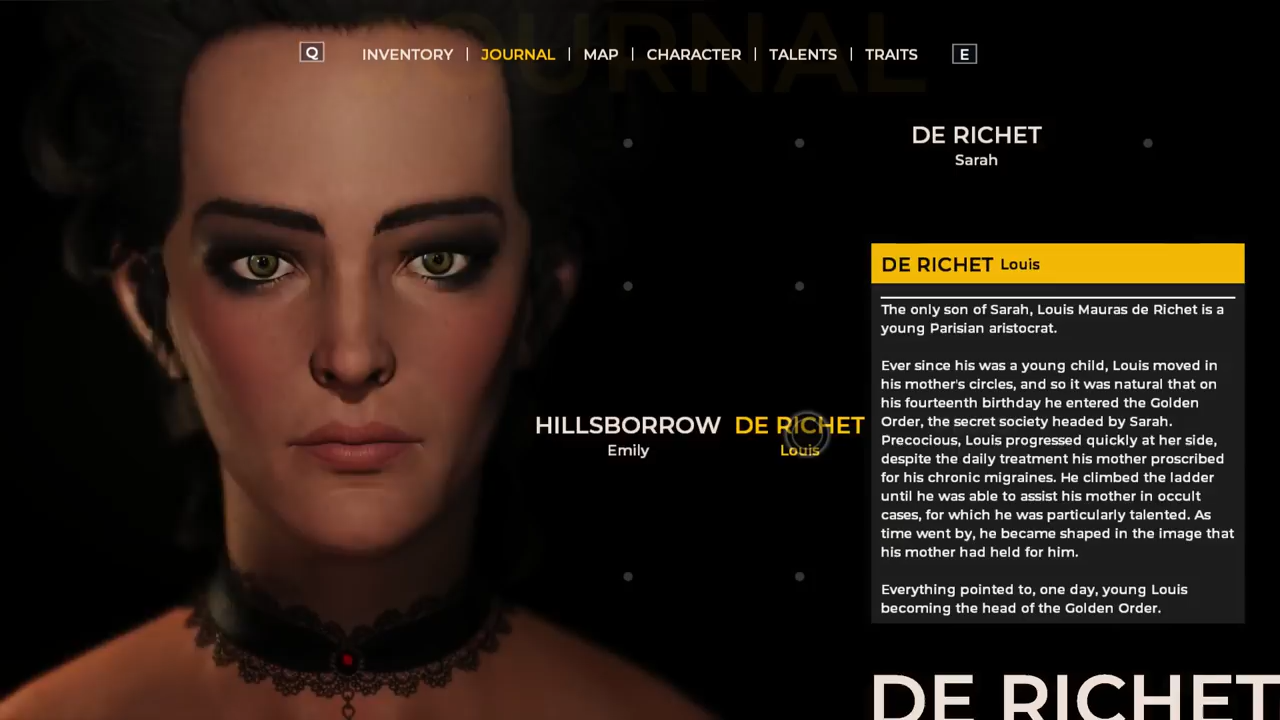 JOURNAL
Q INVENTORY | JOURNAL | MAP | CHARACTER | TALENTS | TRAITS E
DE RICHET
Sarah
DE RICHET Louis
The only son of Sarah, Louis Mauras de Richet is a
young Parisian aristocrat.
Ever since his was a young child, Louis moved in
his mother's circles, and so it was natural that on
his fourteenth birthday he entered the Golden
Order, the secret society headed by Sarah.
Precocious, Louis progressed quickly at her side,
despite the daily treatment his mother proscribed
for his chronic migraines. He climbed the ladder
until he was able to assist his mother in occult
cases, for which he was particularly talented. As
time went by, he became shaped in the image that
his mother had held for him.
Everything pointed to, one day, young Louis
becoming the head of the Golden Order.
HILLSBORROW
Emily
DE RICHET
Louis
DE RICHET